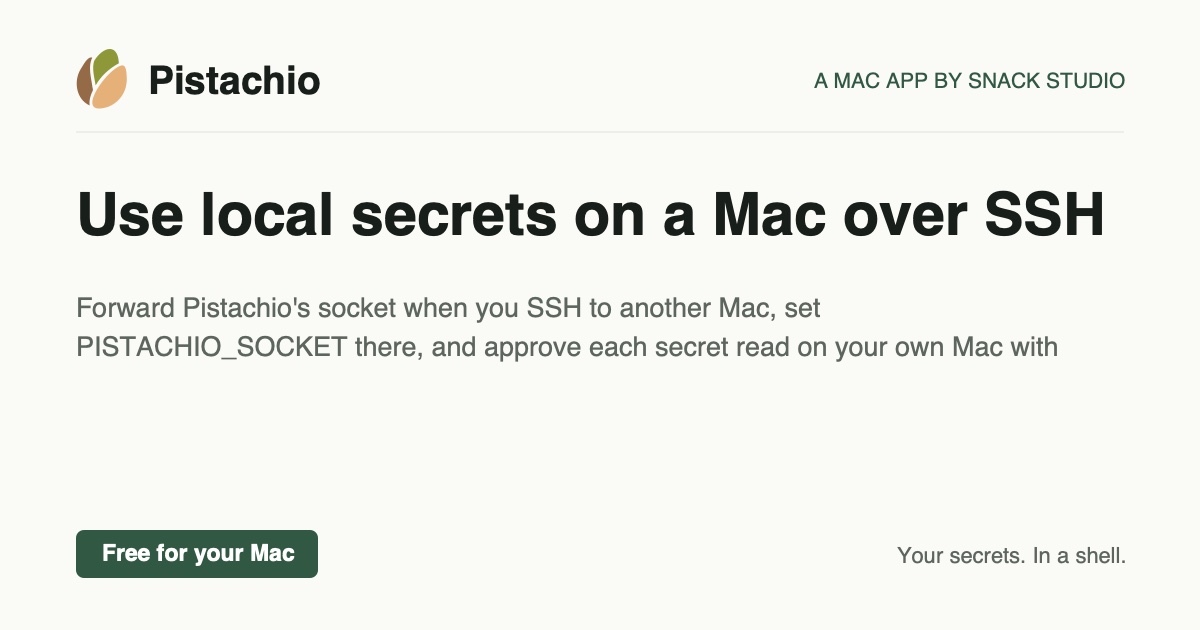 Pistachio
A MAC APP BY SNACK STUDIO
Use local secrets on a Mac over SSH
Forward Pistachio's socket when you SSH to another Mac, set
PISTACHIO_SOCKET there, and approve each secret read on your own Mac with
Free for your Mac
Your secrets. In a shell.